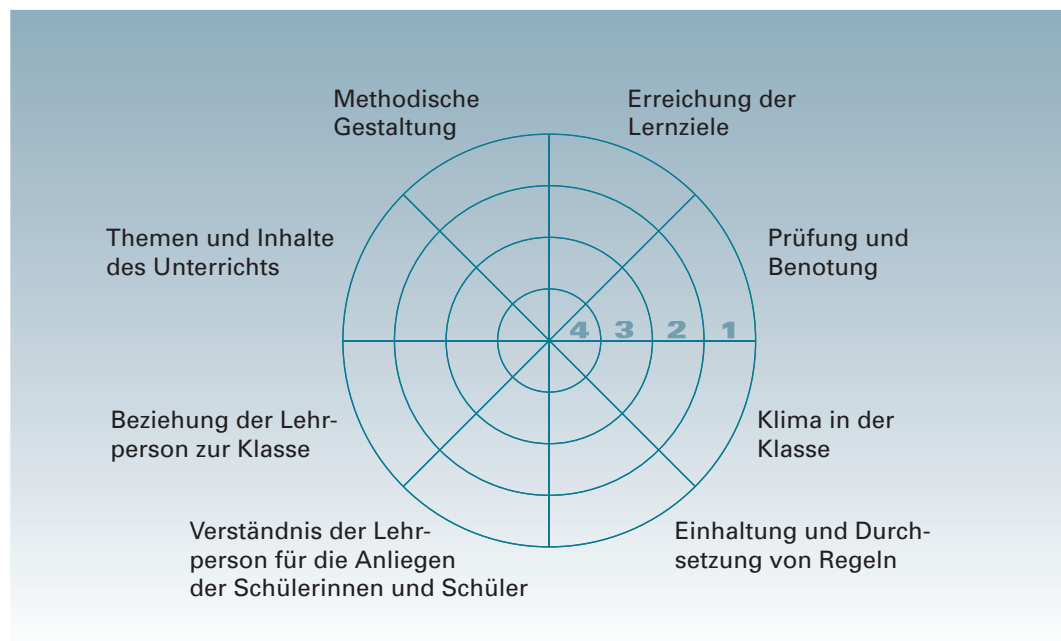 Methodische
Gestaltung
Erreichung der
Lernziele
Themen und Inhalte
des Unterrichts
Prüfung und
Benotung
4 3 2 1
Beziehung der Lehr-
person zur Klasse
Klima in der
Klasse
Verständnis der Lehr-
person für die Anliegen
der Schülerinnen und Schüler
Einhaltung und Durch-
setzung von Regeln